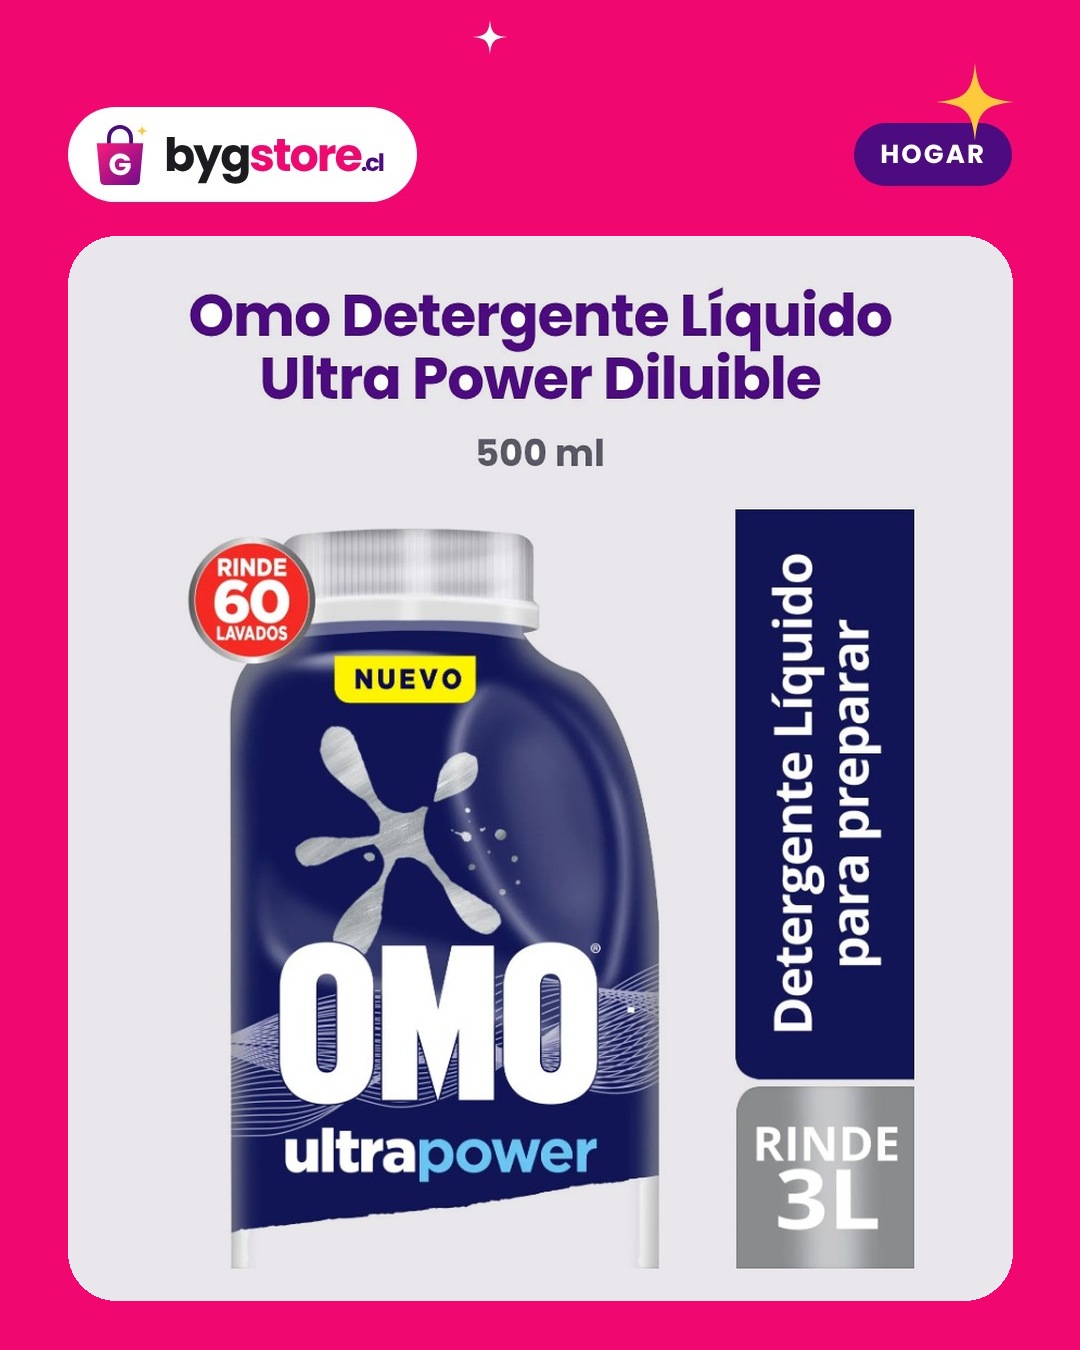 G bygstore.cl
HOGAR
Omo Detergente Líquido
Ultra Power Diluible
500 ml
RINDE
60
LAVADOS
NUEVO
OMO®
ultrapower
Detergente Líquido
para preparar
RINDE
3L